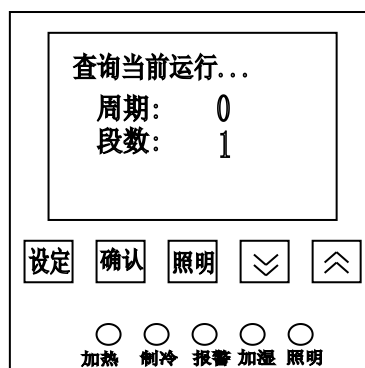 查询当前运行...
周期: 0
段数: 1
设定 确认 照明
加热 制冷 报警 加湿 照明